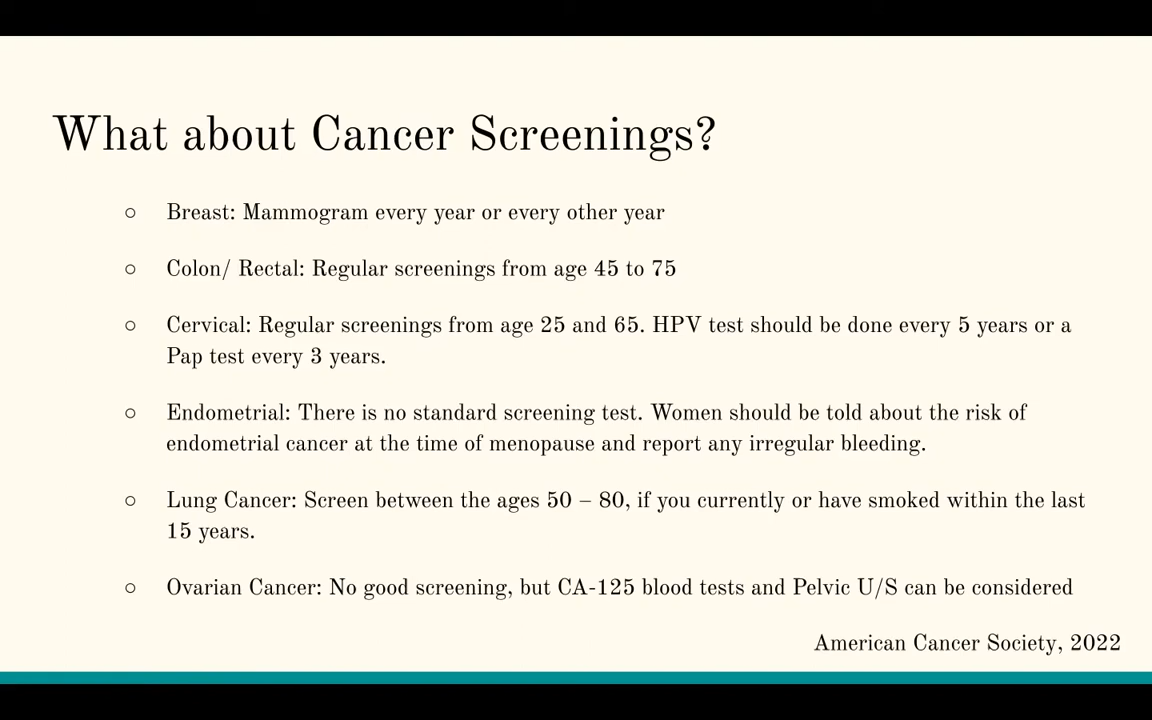 What about Cancer Screenings?
○ Breast: Mammogram every year or every other year
○ Colon/ Rectal: Regular screenings from age 45 to 75
○ Cervical: Regular screenings from age 25 and 65. HPV test should be done every 5 years or a
Pap test every 3 years.
○ Endometrial: There is no standard screening test. Women should be told about the risk of
endometrial cancer at the time of menopause and report any irregular bleeding.
○ Lung Cancer: Screen between the ages 50 – 80, if you currently or have smoked within the last
15 years.
○ Ovarian Cancer: No good screening, but CA-125 blood tests and Pelvic U/S can be considered
American Cancer Society, 2022